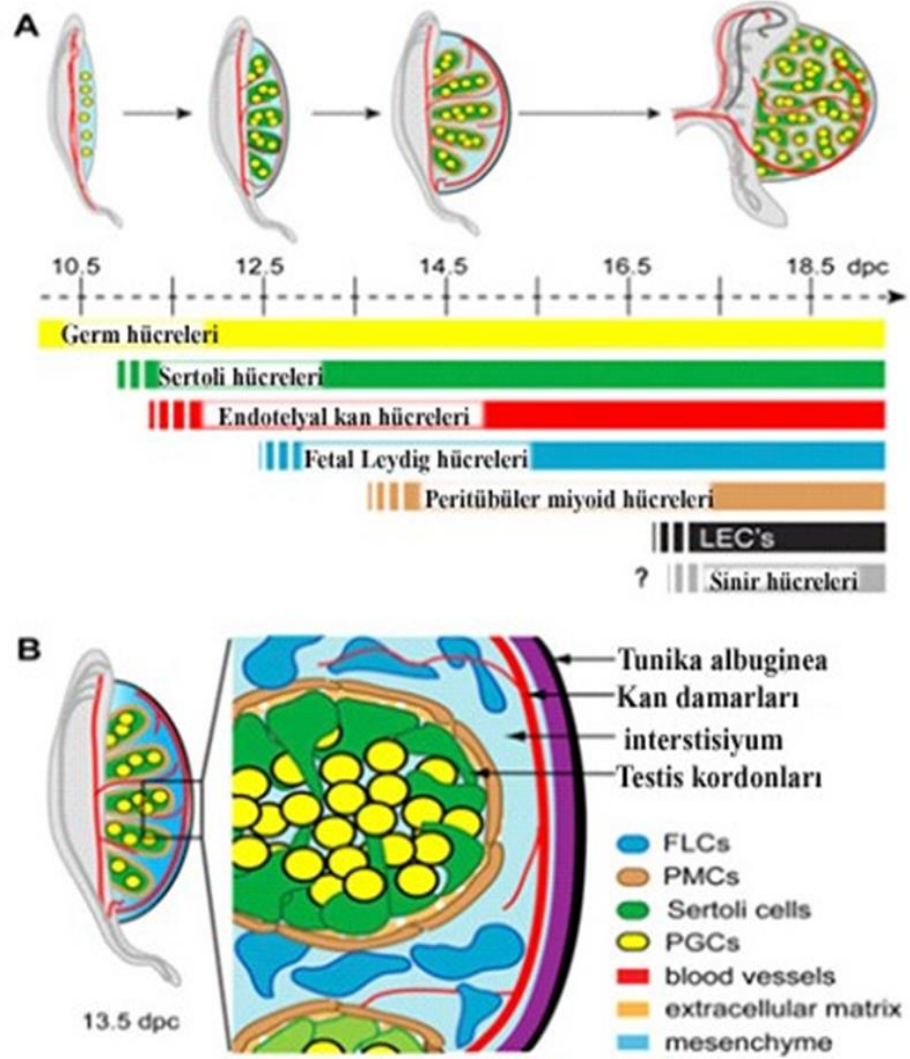 A
10.5 12.5 14.5 16.5 18.5 dpc
Germ hücreleri
Sertoli hücreleri
Endotelyal kan hücreleri
Fetal Leydig hücreleri
Peritübüler miyoid hücreleri
LEC's
? Sinir hücreleri
B
Tunika albuginea
Kan damarları
interstisiyum
Testis kordonları
FLCs
PMCs
Sertoli cells
PGCs
blood vessels
extracellular matrix
mesenchyme
13.5 dpc